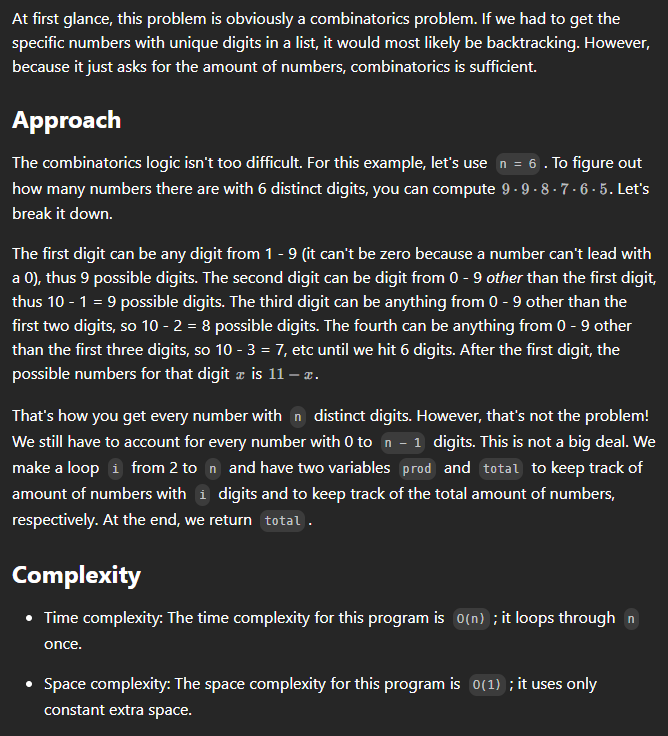 At first glance, this problem is obviously a combinatorics problem. If we had to get the
specific numbers with unique digits in a list, it would most likely be backtracking. However,
because it just asks for the amount of numbers, combinatorics is sufficient.
Approach
The combinatorics logic isn't too difficult. For this example, let's use n = 6 . To figure out
how many numbers there are with 6 distinct digits, you can compute 9 · 9 · 8 · 7 · 6 · 5. Let's
break it down.
The first digit can be any digit from 1 - 9 (it can't be zero because a number can't lead with
a 0), thus 9 possible digits. The second digit can be digit from 0 - 9 other than the first digit,
thus 10 - 1 = 9 possible digits. The third digit can be anything from 0 - 9 other than the
first two digits, so 10 - 2 = 8 possible digits. The fourth can be anything from 0 - 9 other
than the first three digits, so 10 - 3 = 7, etc until we hit 6 digits. After the first digit, the
possible numbers for that digit x is 11 − x.
That's how you get every number with n distinct digits. However, that's not the problem!
We still have to account for every number with 0 to n - 1 digits. This is not a big deal. We
make a loop i from 2 to n and have two variables prod and total to keep track of
amount of numbers with i digits and to keep track of the total amount of numbers,
respectively. At the end, we return total .
Complexity
• Time complexity: The time complexity for this program is O(n) ; it loops through n
once.
• Space complexity: The space complexity for this program is O(1) ; it uses only
constant extra space.